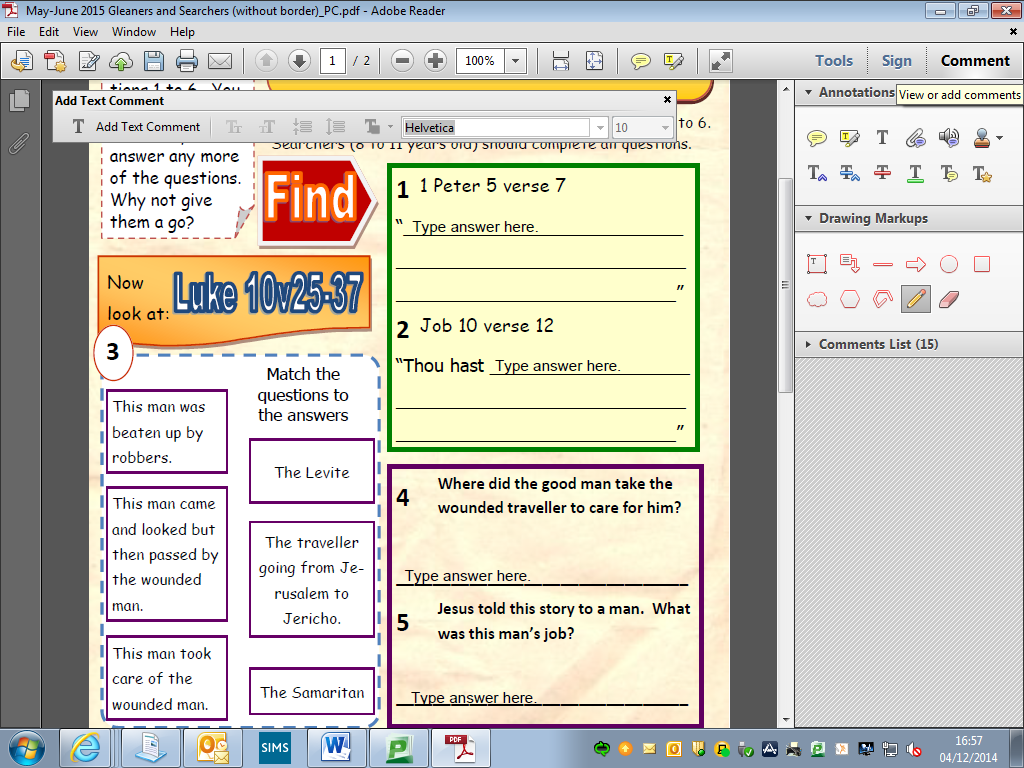 May-June 2015 Gleaners and Searchers (without border)_PC.pdf - Adobe Reader
File Edit View Window Help
1 / 2 100% Tools Sign Comment
View or add comments
Annotations
Add Text Comment
T Add Text Comment Helvetica 10
tions 1 to 6. You
to 6.
Searchers (8 to 11 years old) should complete all questions.
answer any more
of the questions.
Why not give
them a go?
Find
Now
look at:
Luke 10v25-37
1 1 Peter 5 verse 7
“ Type answer here.
”
2 Job 10 verse 12
“Thou hast Type answer here.
”
3
Match the
questions to
the answers
This man was
beaten up by
robbers.
This man came
and looked but
then passed by
the wounded
man.
This man took
care of the
wounded man.
The Levite
The traveller
going from Je-
rusalem to
Jericho.
The Samaritan
4 Where did the good man take the
wounded traveller to care for him?
Type answer here.
5 Jesus told this story to a man. What
was this man’s job?
Type answer here.
Drawing Markups
Comments List (15)
SIMS
PDF
16:57
04/12/2014